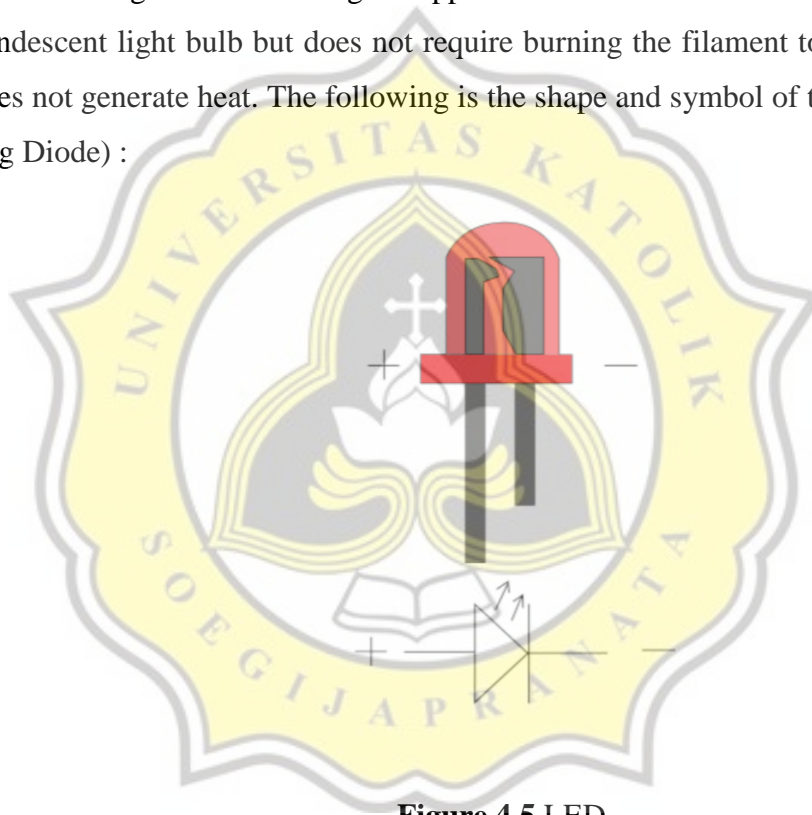 ndescent light bulb but does not require burning the filament to
es not generate heat. The following is the shape and symbol of t
g Diode) :
UNIVERSITAS KATOLIK
+ —
+ —
SOEGIJAPRANATA
Figure 4.5 LED